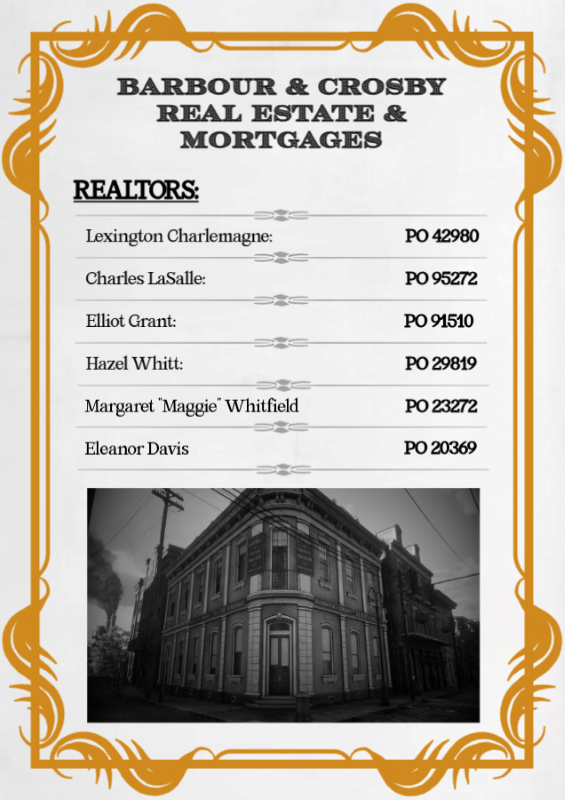 BARBOUR & CROSBY
REAL ESTATE &
MORTGAGES
REALTORS:
Lexington Charlemagne: PO 42980
Charles LaSalle: PO 95272
Elliot Grant: PO 91510
Hazel Whitt: PO 29819
Margaret "Maggie" Whitfield PO 23272
Eleanor Davis PO 20369